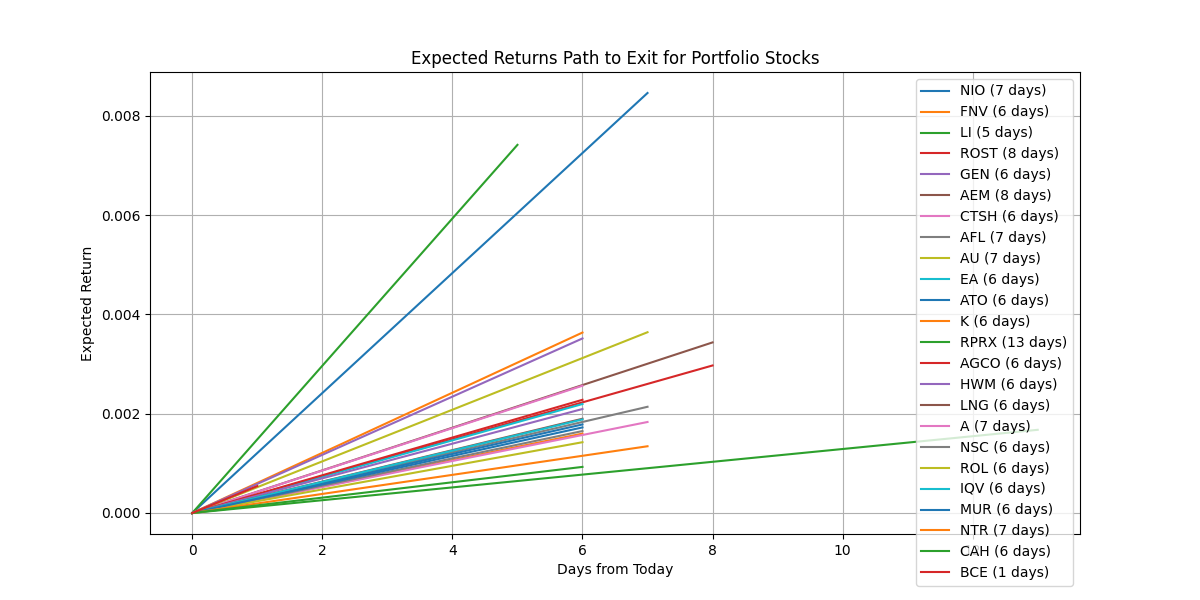 Expected Returns Path to Exit for Portfolio Stocks
Expected Return
0.008
0.006
0.004
0.002
0.000
0
2
4
6
8
10
Days from Today
NIO (7 days)
FNV (6 days)
LI (5 days)
ROST (8 days)
GEN (6 days)
AEM (8 days)
CTSH (6 days)
AFL (7 days)
AU (7 days)
EA (6 days)
ATO (6 days)
K (6 days)
RPRX (13 days)
AGCO (6 days)
HWM (6 days)
LNG (6 days)
A (7 days)
NSC (6 days)
ROL (6 days)
IQV (6 days)
MUR (6 days)
NTR (7 days)
CAH (6 days)
BCE (1 days)